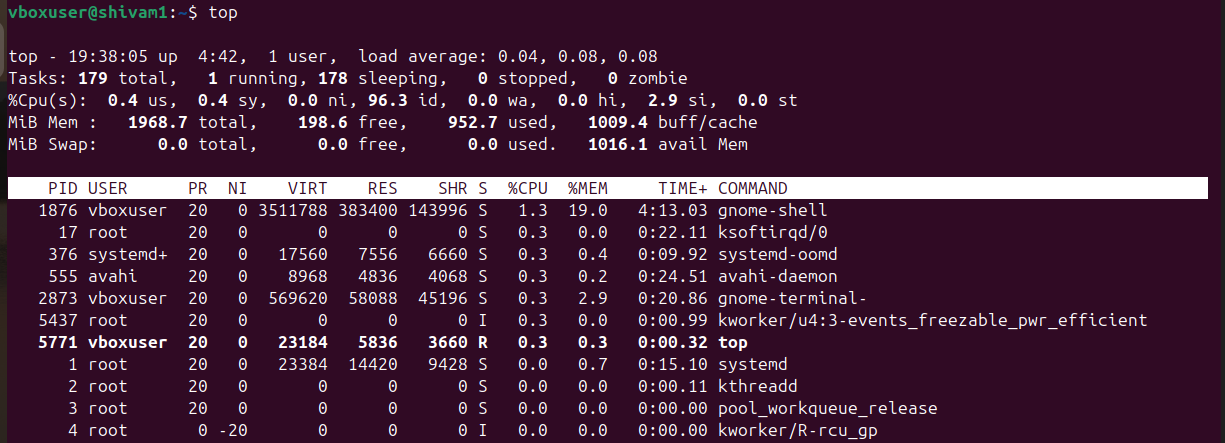 vboxuser@shivam1:~$ top
top - 19:38:05 up  4:42,  1 user,  load average: 0.04, 0.08, 0.08
Tasks: 179 total,   1 running, 178 sleeping,   0 stopped,   0 zombie
%Cpu(s):  0.4 us,  0.4 sy,  0.0 ni, 96.3 id,  0.0 wa,  0.0 hi,  2.9 si,  0.0 st
MiB Mem :   1968.7 total,    198.6 free,    952.7 used,   1009.4 buff/cache
MiB Swap:      0.0 total,      0.0 free,      0.0 used.   1016.1 avail Mem
    PID USER      PR  NI    VIRT    RES    SHR S  %CPU  %MEM     TIME+ COMMAND
   1876 vboxuser  20   0 3511788 383400 143996 S   1.3  19.0   4:13.03 gnome-shell
     17 root      20   0       0      0      0 S   0.3   0.0   0:22.11 ksoftirqd/0
    376 systemd+  20   0   17560   7556   6660 S   0.3   0.4   0:09.92 systemd-oomd
    555 avahi     20   0    8968   4836   4068 S   0.3   0.2   0:24.51 avahi-daemon
   2873 vboxuser  20   0  569620  58088  45196 S   0.3   2.9   0:20.86 gnome-terminal-
   5437 root      20   0       0      0      0 I   0.3   0.0   0:00.99 kworker/u4:3-events_freezable_pwr_efficient
   5771 vboxuser  20   0   23184   5836   3660 R   0.3   0.3   0:00.32 top
      1 root      20   0   23384  14420   9428 S   0.0   0.7   0:15.10 systemd
      2 root      20   0       0      0      0 S   0.0   0.0   0:00.11 kthreadd
      3 root      20   0       0      0      0 S   0.0   0.0   0:00.00 pool_workqueue_release
      4 root       0 -20       0      0      0 I   0.0   0.0   0:00.00 kworker/R-rcu_gp